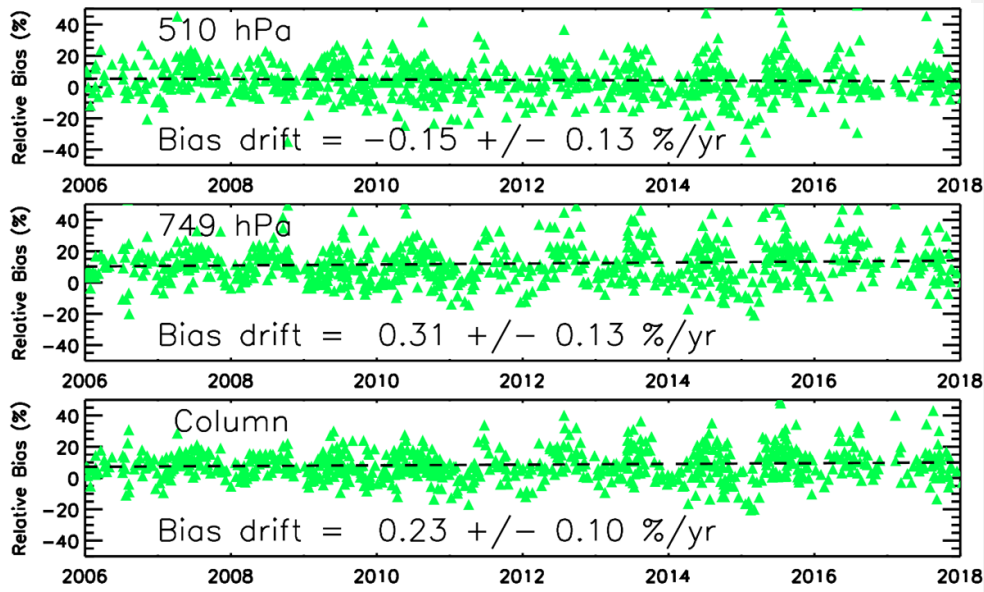 510 hPa
Relative Bias (%)
40
20
0
−20
−40
Bias drift = −0.15 +/− 0.13 %/yr
2006 2008 2010 2012 2014 2016 2018
749 hPa
Relative Bias (%)
40
20
0
−20
−40
Bias drift = 0.31 +/− 0.13 %/yr
2006 2008 2010 2012 2014 2016 2018
Column
Relative Bias (%)
40
20
0
−20
−40
Bias drift = 0.23 +/− 0.10 %/yr
2006 2008 2010 2012 2014 2016 2018